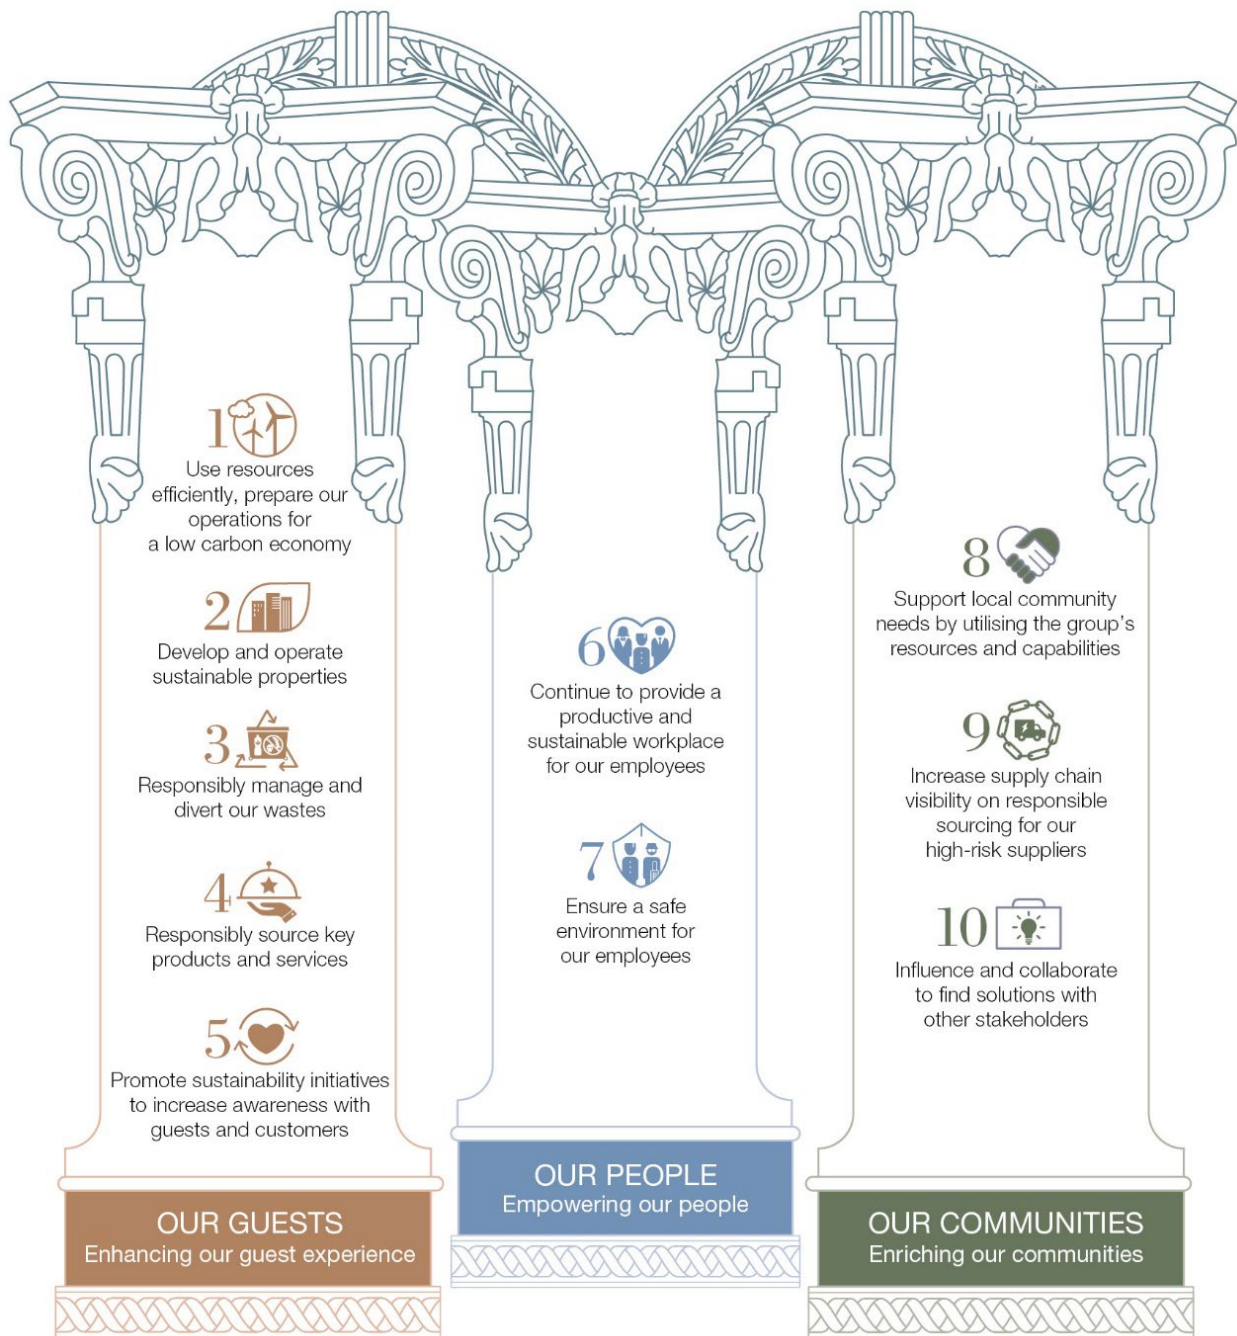 1
Use resources
efficiently, prepare our
operations for
a low carbon economy
2
Develop and operate
sustainable properties
3
Responsibly manage and
divert our wastes
4
Responsibly source key
products and services
5
Promote sustainability initiatives
to increase awareness with
guests and customers
OUR GUESTS
Enhancing our guest experience
6
Continue to provide a
productive and
sustainable workplace
for our employees
7
Ensure a safe
environment for
our employees
OUR PEOPLE
Empowering our people
8
Support local community
needs by utilising the group's
resources and capabilities
9
Increase supply chain
visibility on responsible
sourcing for our
high-risk suppliers
10
Influence and collaborate
to find solutions with
other stakeholders
OUR COMMUNITIES
Enriching our communities